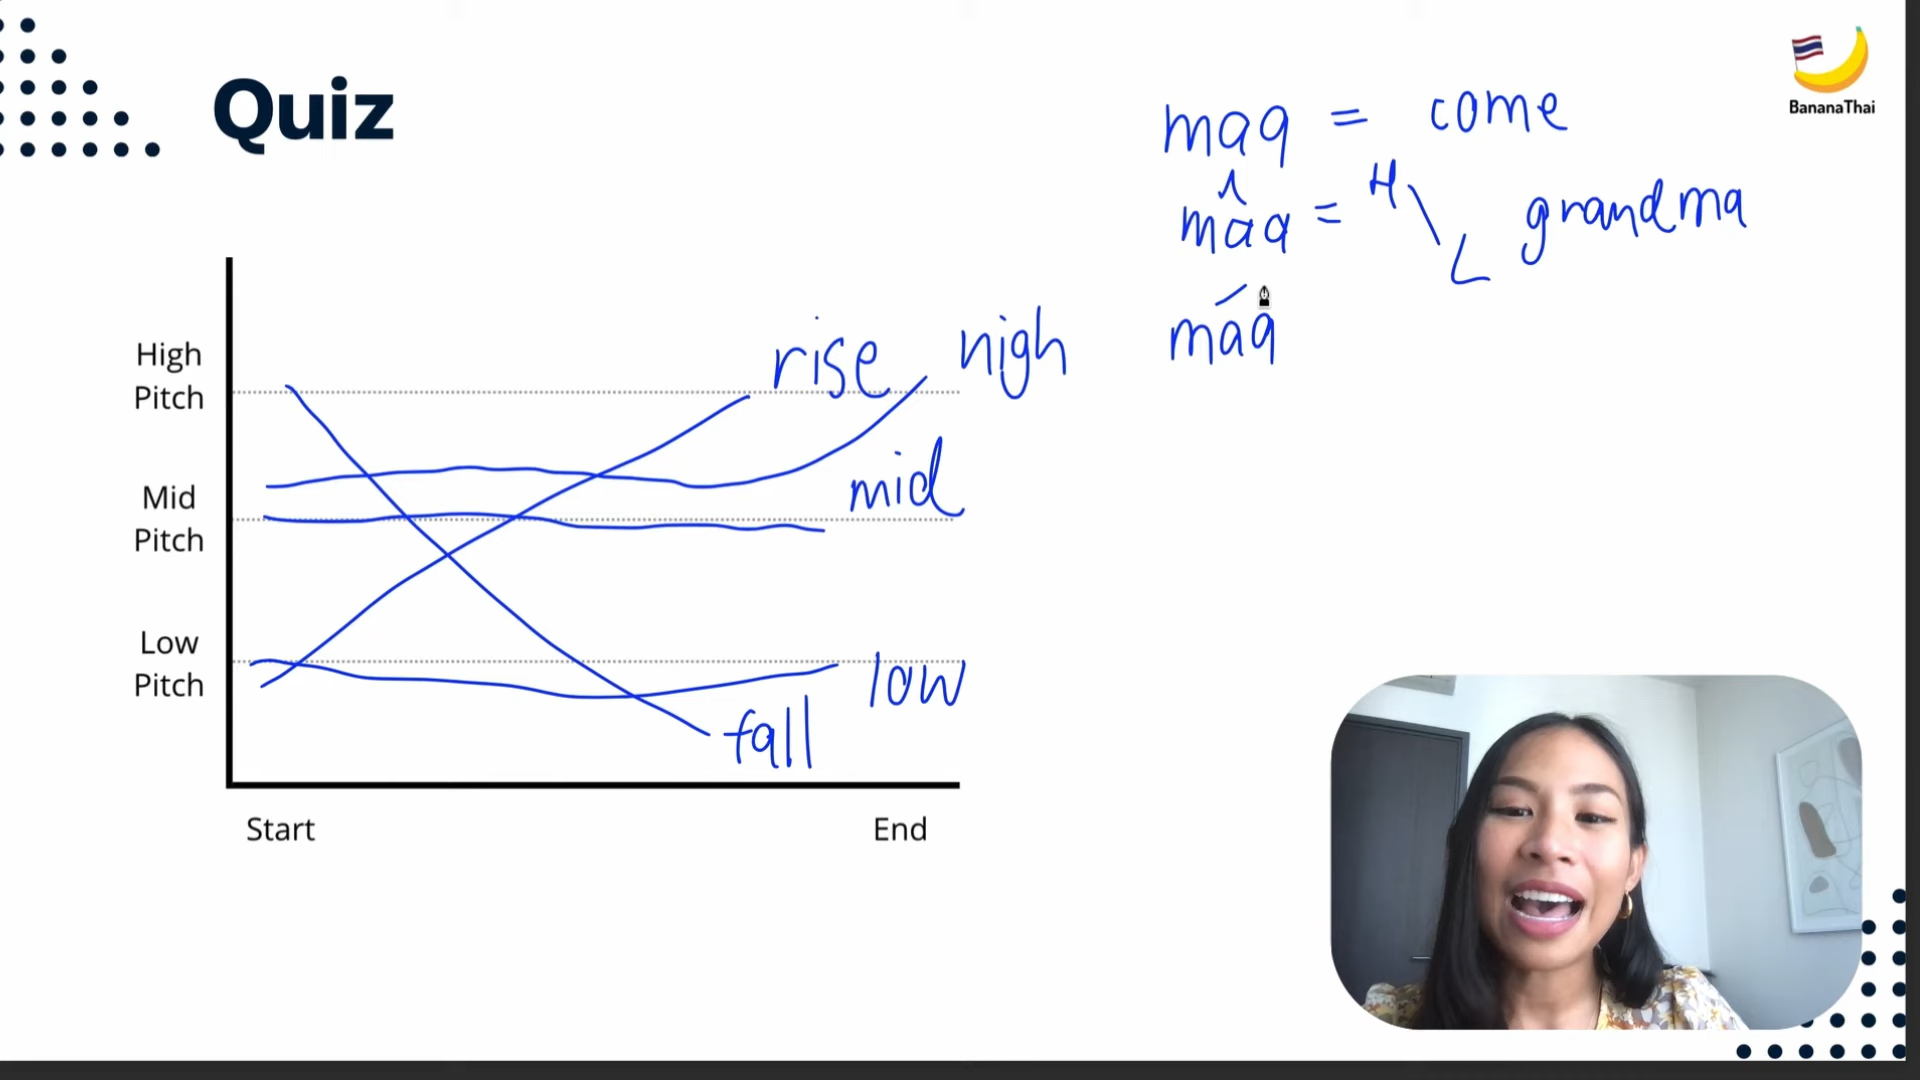 Quiz
BananaThai
maa = come
mâa = H \ L grandma
máa
High
Pitch
rise
high
Mid
Pitch
mid
Low
Pitch
low
fall
Start
End